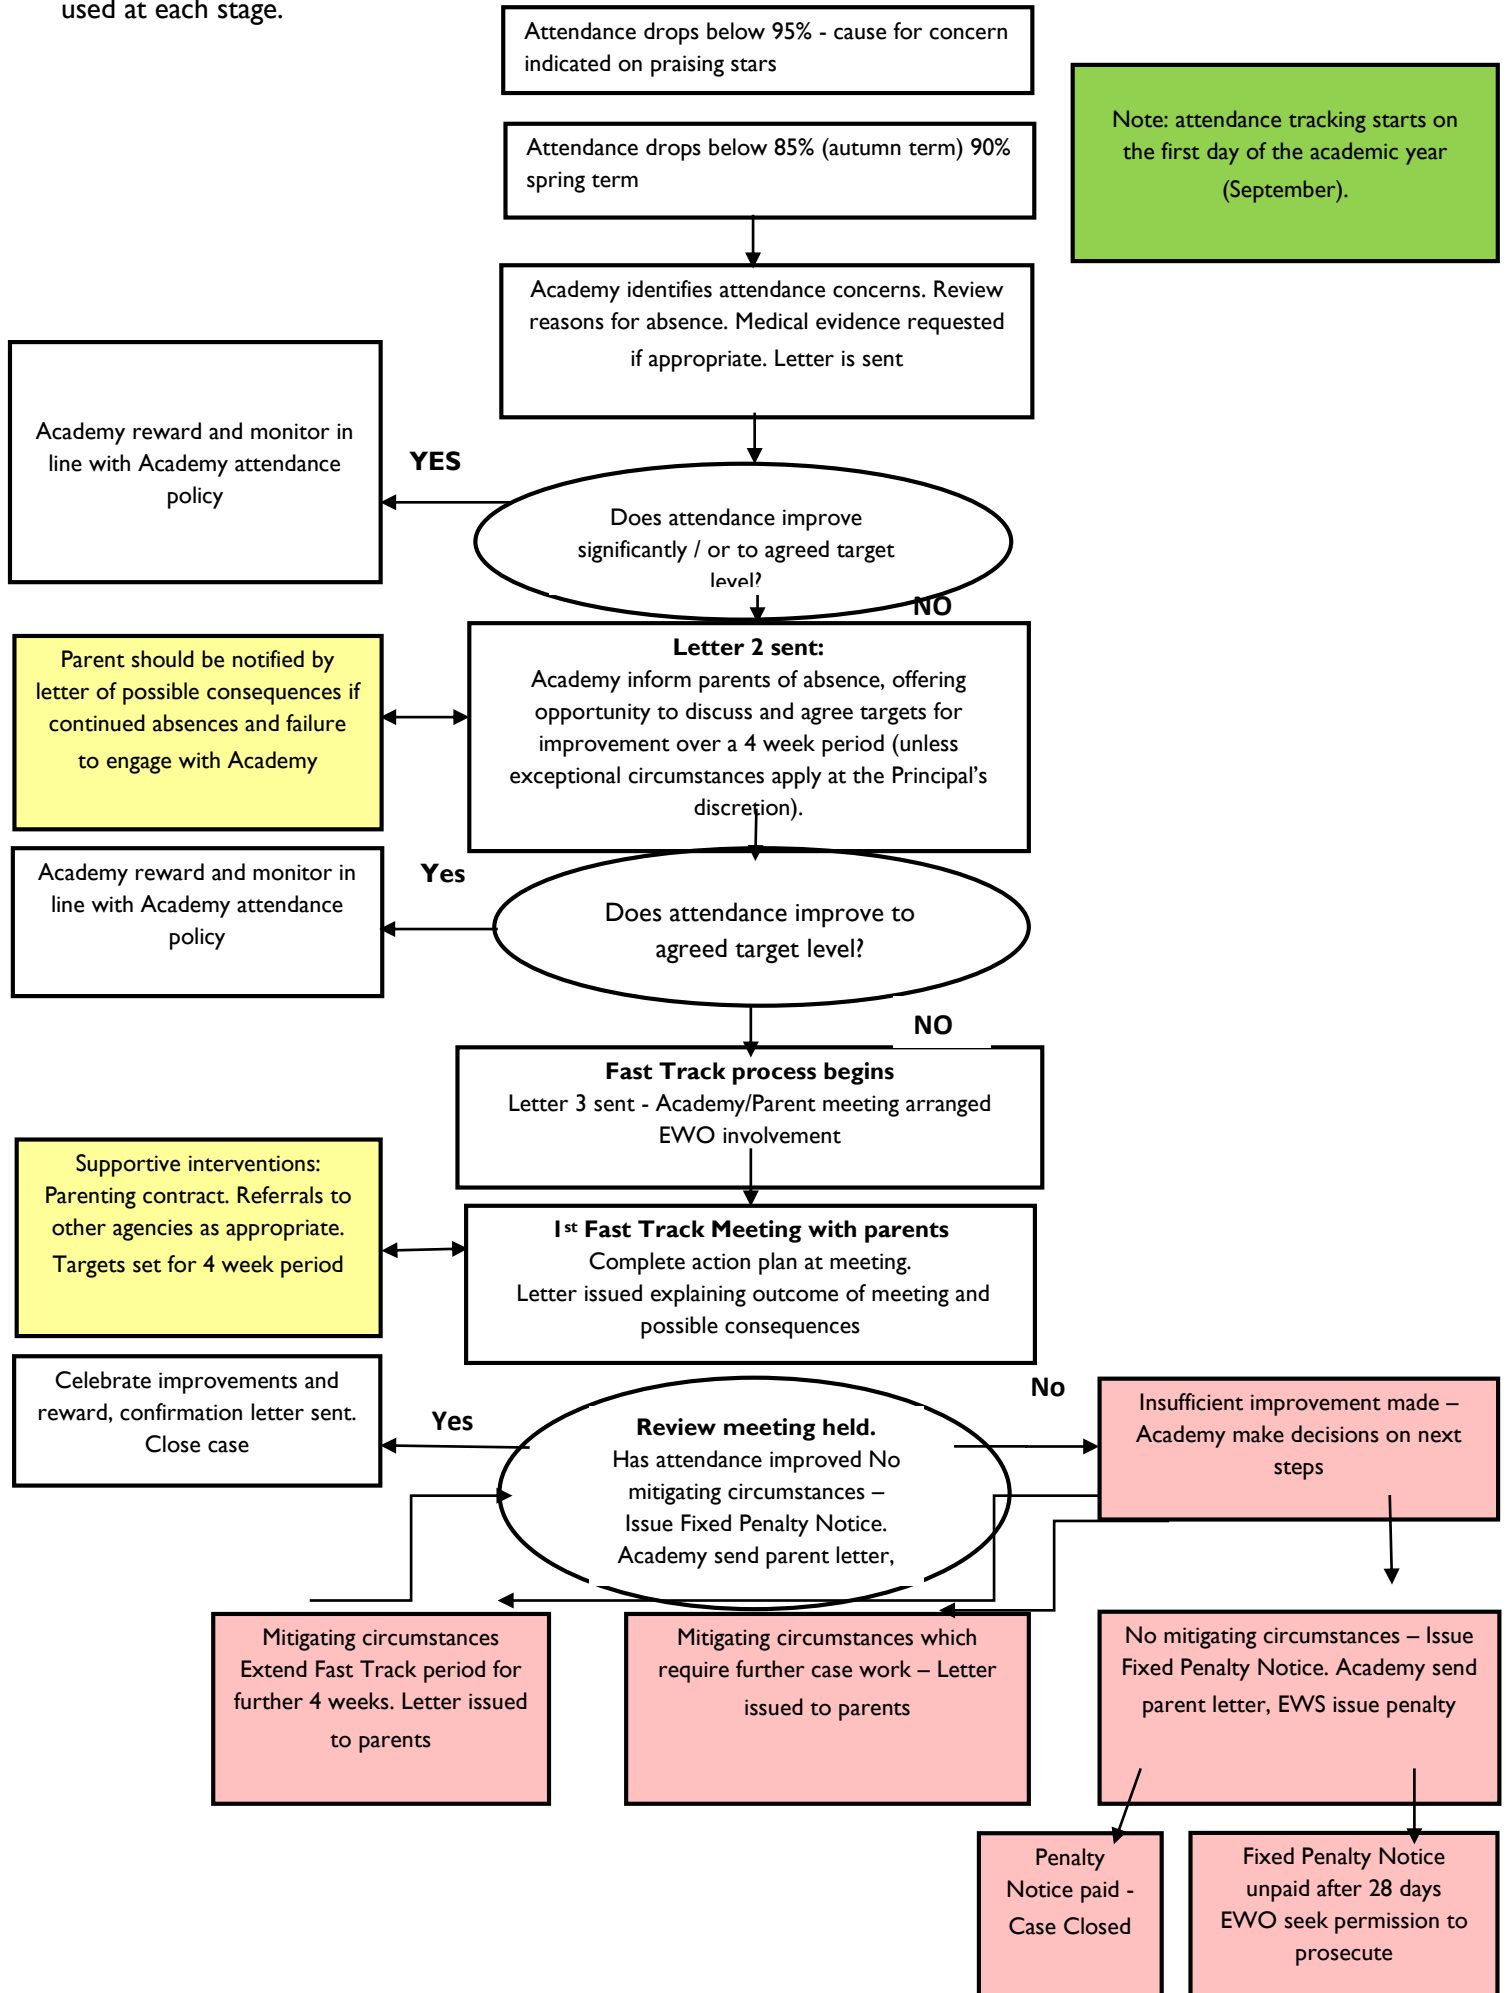 used at each stage.
Attendance drops below 95% - cause for concern
indicated on praising stars
Note: attendance tracking starts on
the first day of the academic year
(September).
Attendance drops below 85% (autumn term) 90%
spring term
Academy identifies attendance concerns. Review
reasons for absence. Medical evidence requested
if appropriate. Letter is sent
Academy reward and monitor in
line with Academy attendance
policy
YES
Does attendance improve
significantly / or to agreed target
level?
NO
Parent should be notified by
letter of possible consequences if
continued absences and failure
to engage with Academy
Letter 2 sent:
Academy inform parents of absence, offering
opportunity to discuss and agree targets for
improvement over a 4 week period (unless
exceptional circumstances apply at the Principal's
discretion).
Academy reward and monitor in
line with Academy attendance
policy
Yes
Does attendance improve to
agreed target level?
NO
Fast Track process begins
Letter 3 sent - Academy/Parent meeting arranged
EWO involvement
Supportive interventions:
Parenting contract. Referrals to
other agencies as appropriate.
Targets set for 4 week period
1st Fast Track Meeting with parents
Complete action plan at meeting.
Letter issued explaining outcome of meeting and
possible consequences
Celebrate improvements and
reward, confirmation letter sent.
Close case
Yes
Review meeting held.
Has attendance improved No
mitigating circumstances –
Issue Fixed Penalty Notice.
Academy send parent letter,
No
Insufficient improvement made –
Academy make decisions on next
steps
Mitigating circumstances
Extend Fast Track period for
further 4 weeks. Letter issued
to parents
Mitigating circumstances which
require further case work – Letter
issued to parents
No mitigating circumstances – Issue
Fixed Penalty Notice. Academy send
parent letter, EWS issue penalty
Penalty
Notice paid -
Case Closed
Fixed Penalty Notice
unpaid after 28 days
EWO seek permission to
prosecute